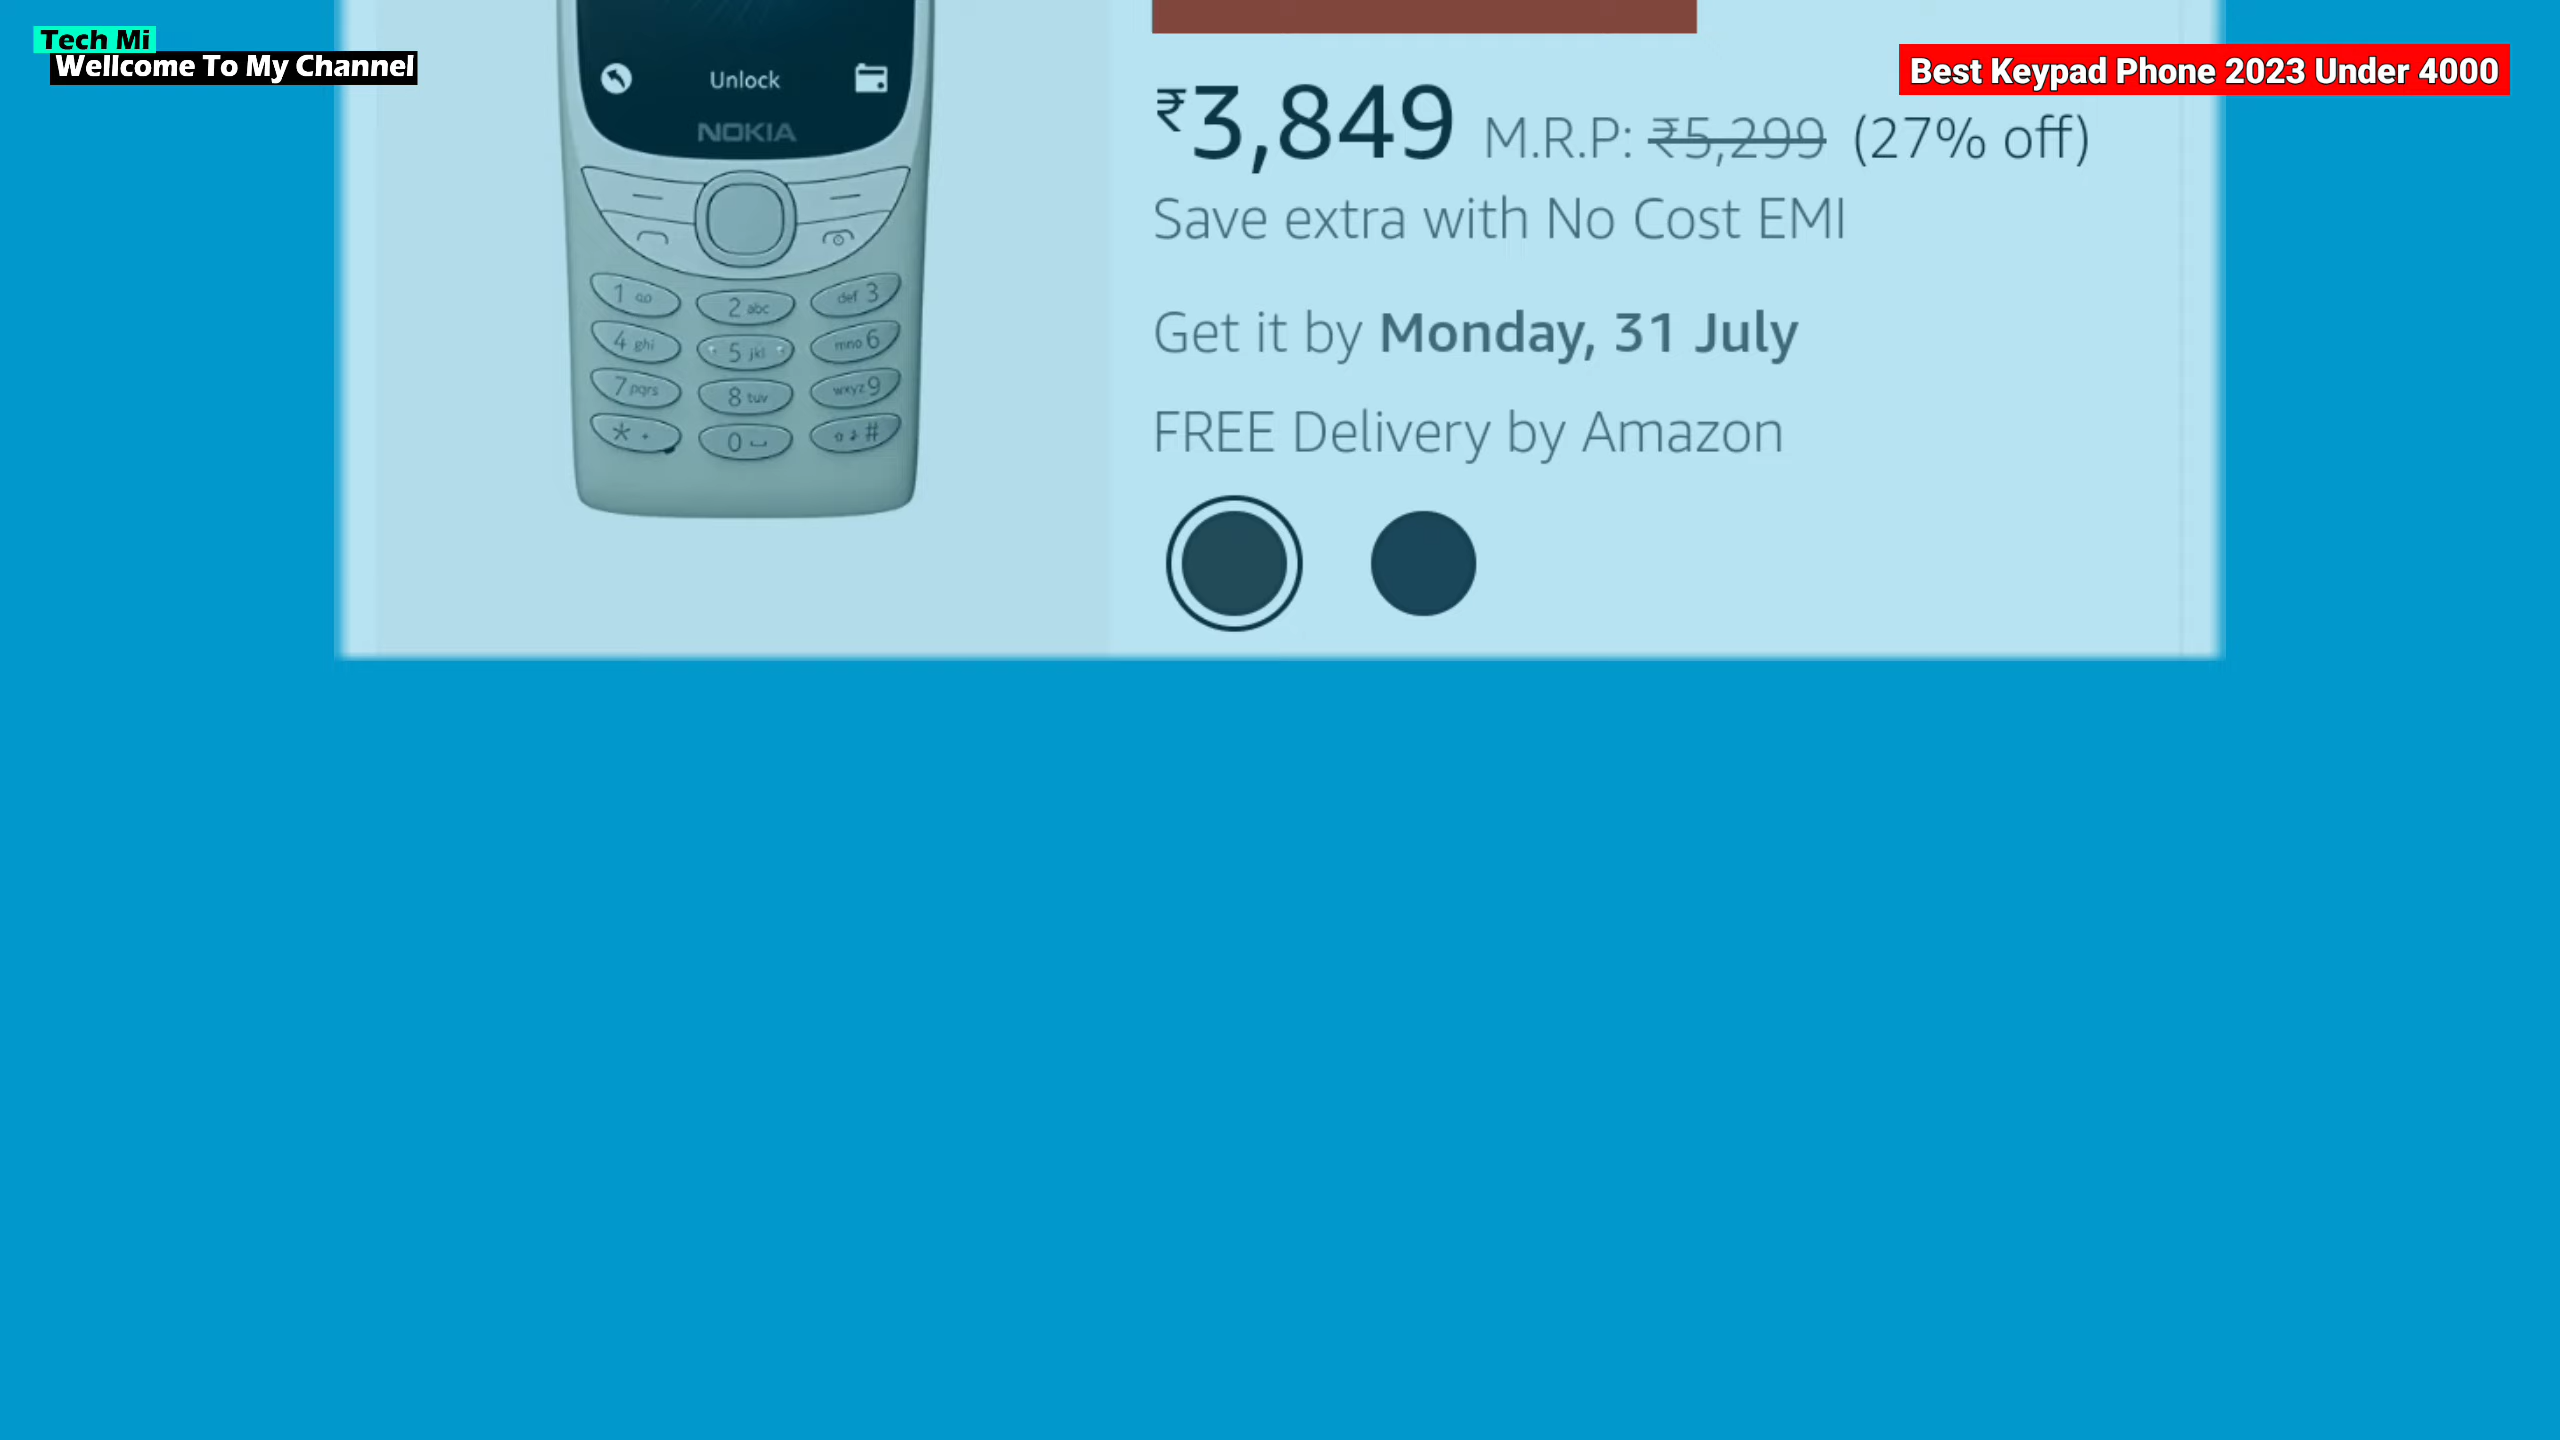 Tech Mi
Wellcome To My Channel
Best Keypad Phone 2023 Under 4000
Unlock
NOKIA
1
2 abc
def 3
4 ghi
5 jkl
mno 6
7 pqrs
8 tuv
wxyz 9
* +
0
#
₹3,849 M.R.P: ₹5,299 (27% off)
Save extra with No Cost EMI
Get it by Monday, 31 July
FREE Delivery by Amazon